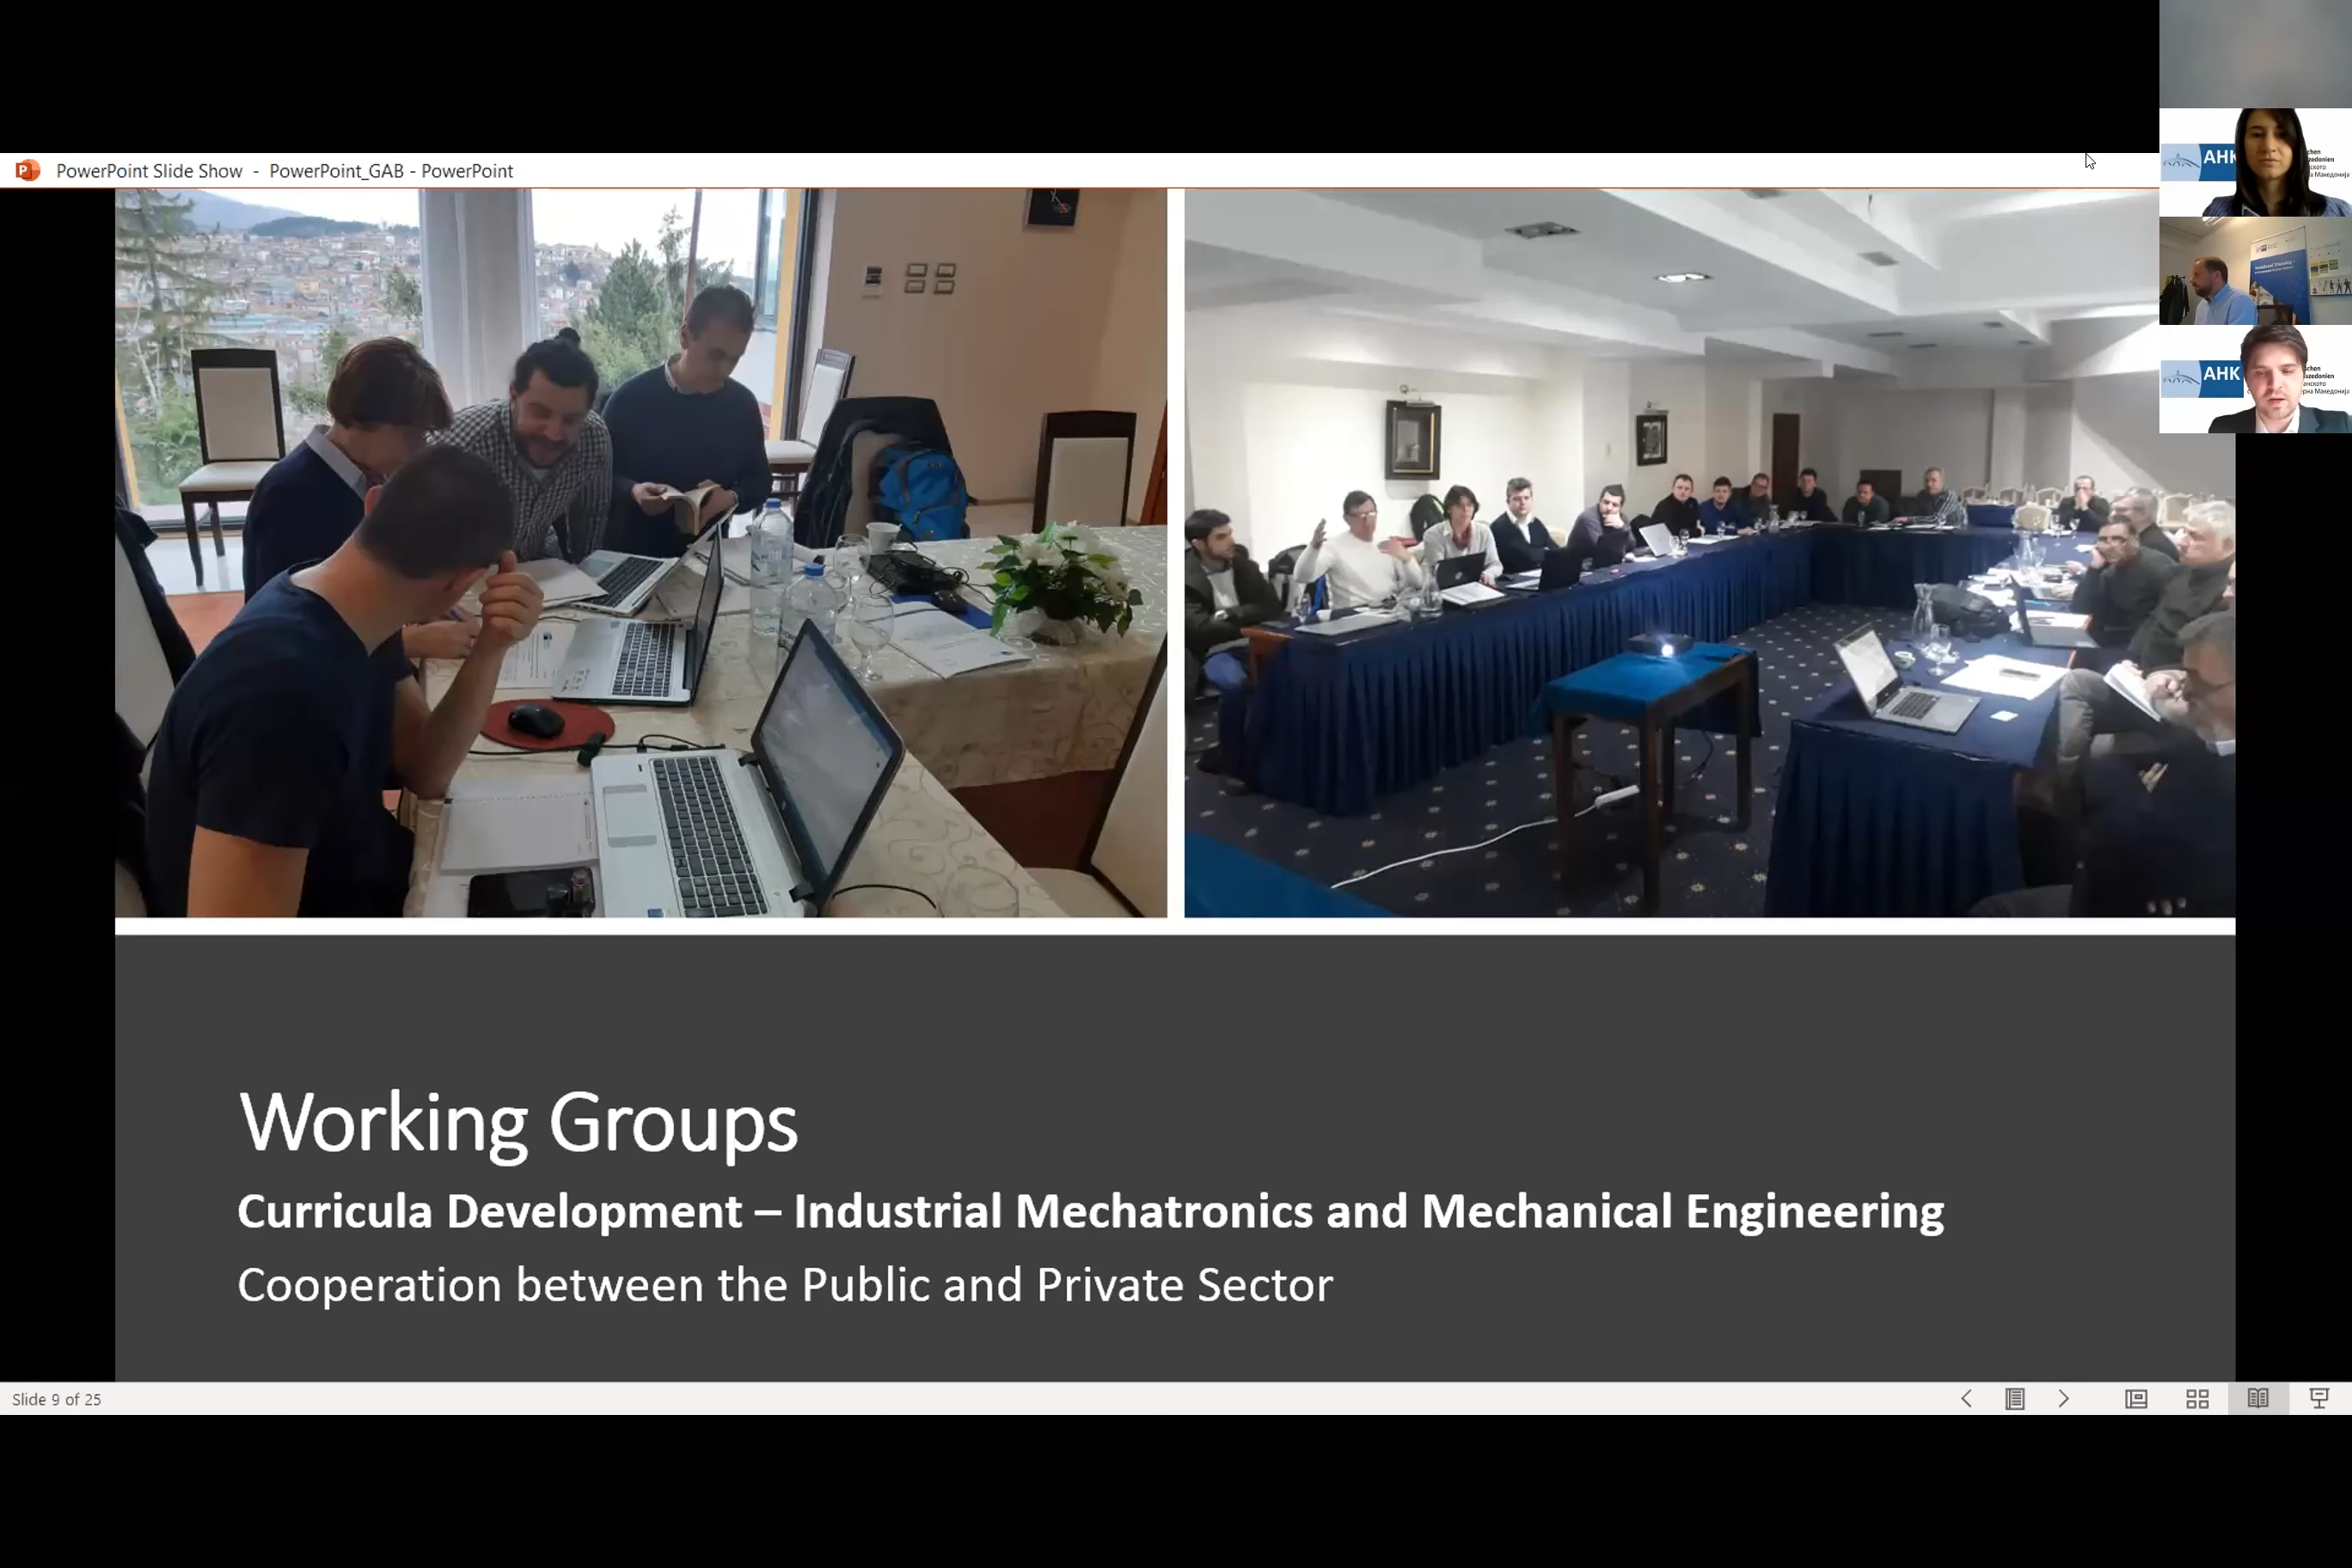 PowerPoint Slide Show - PowerPoint_GAB - PowerPoint
AHK
AHK
Working Groups
Curricula Development – Industrial Mechatronics and Mechanical Engineering
Cooperation between the Public and Private Sector
Slide 9 of 25